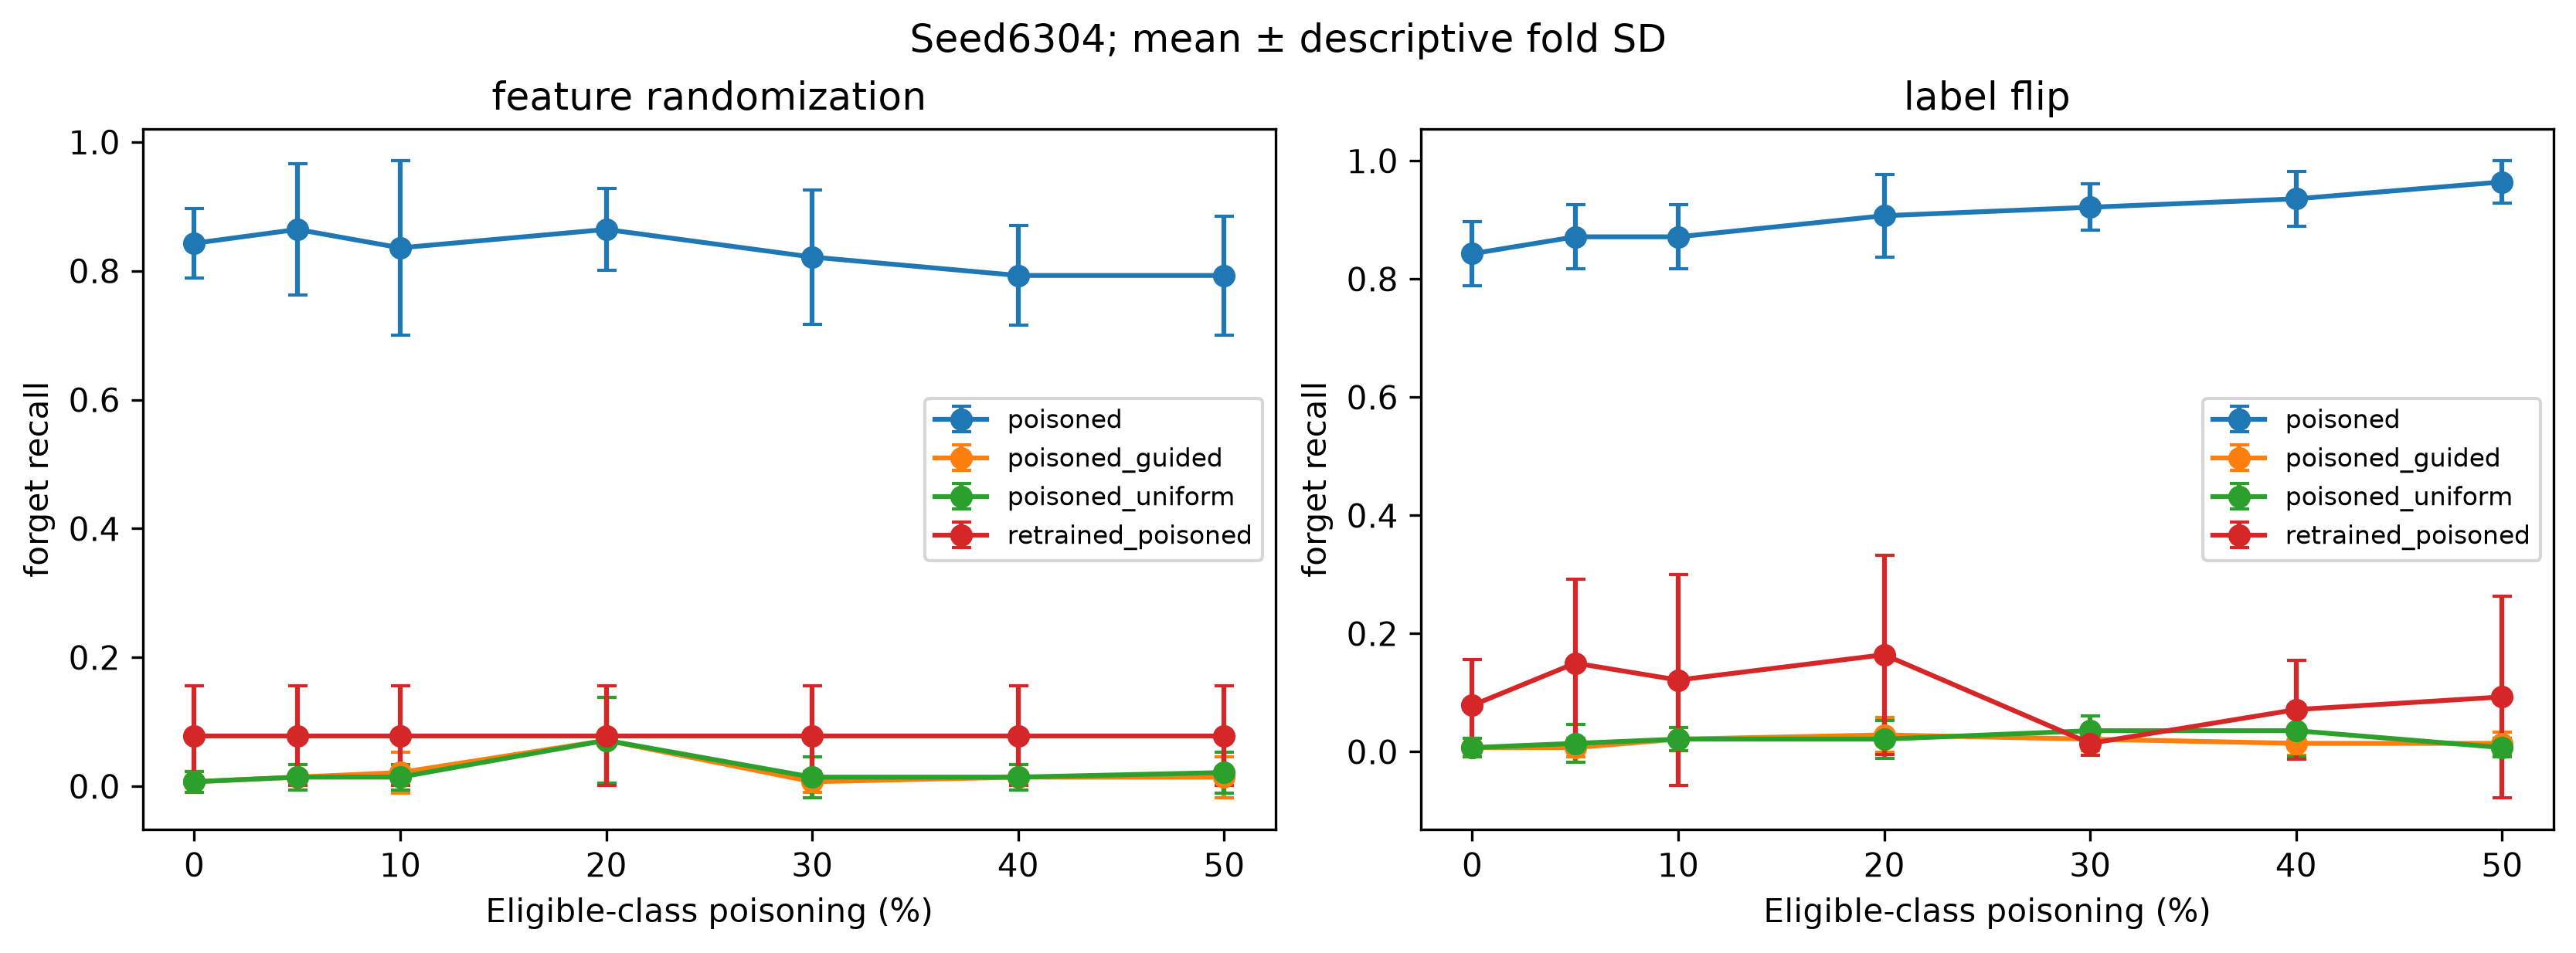 Seed6304; mean ± descriptive fold SD
feature randomization
forget recall
1.0
0.8
0.6
0.4
0.2
0.0
poisoned
poisoned_guided
poisoned_uniform
retrained_poisoned
0 10 20 30 40 50
Eligible-class poisoning (%)
label flip
forget recall
1.0
0.8
0.6
0.4
0.2
0.0
poisoned
poisoned_guided
poisoned_uniform
retrained_poisoned
0 10 20 30 40 50
Eligible-class poisoning (%)